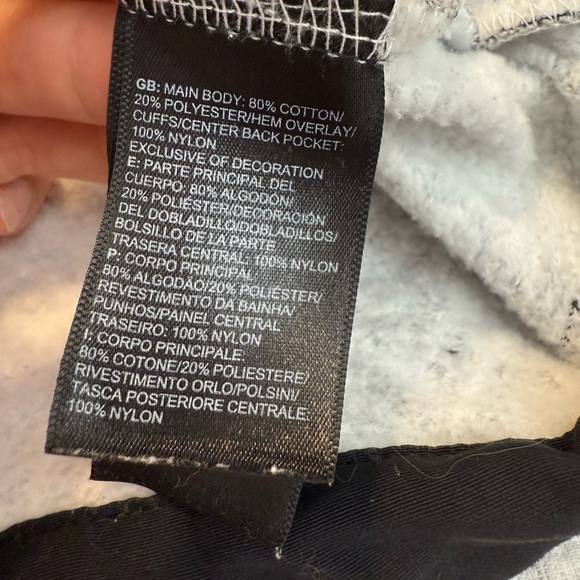 GB: MAIN BODY: 80% COTTON/
20% POLYESTER/HEM OVERLAY/
CUFFS/CENTER BACK POCKET:
100% NYLON
EXCLUSIVE OF DECORATION
E: PARTE PRINCIPAL DEL
CUERPO: 80% ALGODÓN/
20% POLIÉSTER/DECORACIÓN
DEL DOBLADILLO/DOBLADILLOS/
BOLSILLO DE LA PARTE
TRASERA CENTRAL: 100% NYLON
P: CORPO PRINCIPAL:
80% ALGODÃO/20% POLIÉSTER/
REVESTIMENTO DA BAINHA/
PUNHOS/PAINEL CENTRAL
TRASEIRO: 100% NYLON
I: CORPO PRINCIPALE:
80% COTONE/20% POLIESTERE/
RIVESTIMENTO ORLO/POLSINI/
TASCA POSTERIORE CENTRALE:
100% NYLON